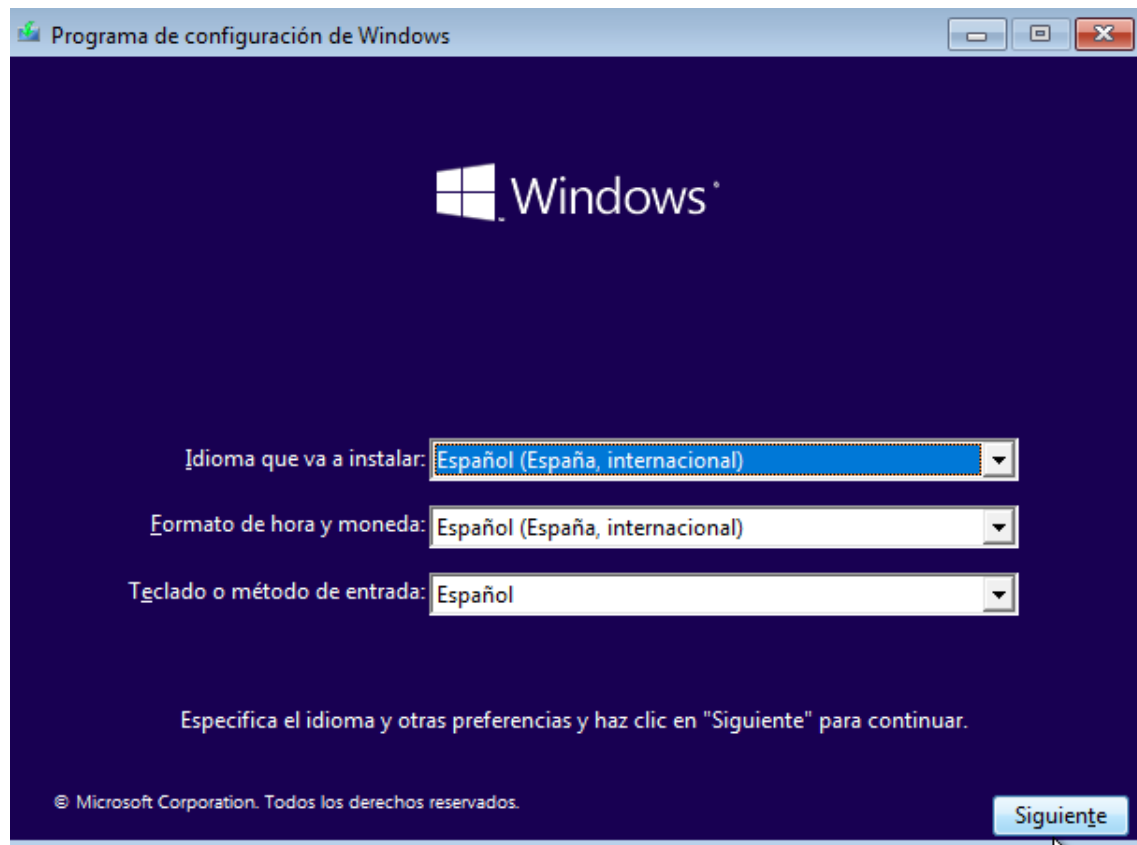 Programa de configuración de Windows
Windows
Idioma que va a instalar: Español (España, internacional)
Formato de hora y moneda: Español (España, internacional)
Teclado o método de entrada: Español
Especifica el idioma y otras preferencias y haz clic en "Siguiente" para continuar.
© Microsoft Corporation. Todos los derechos reservados.
Siguiente